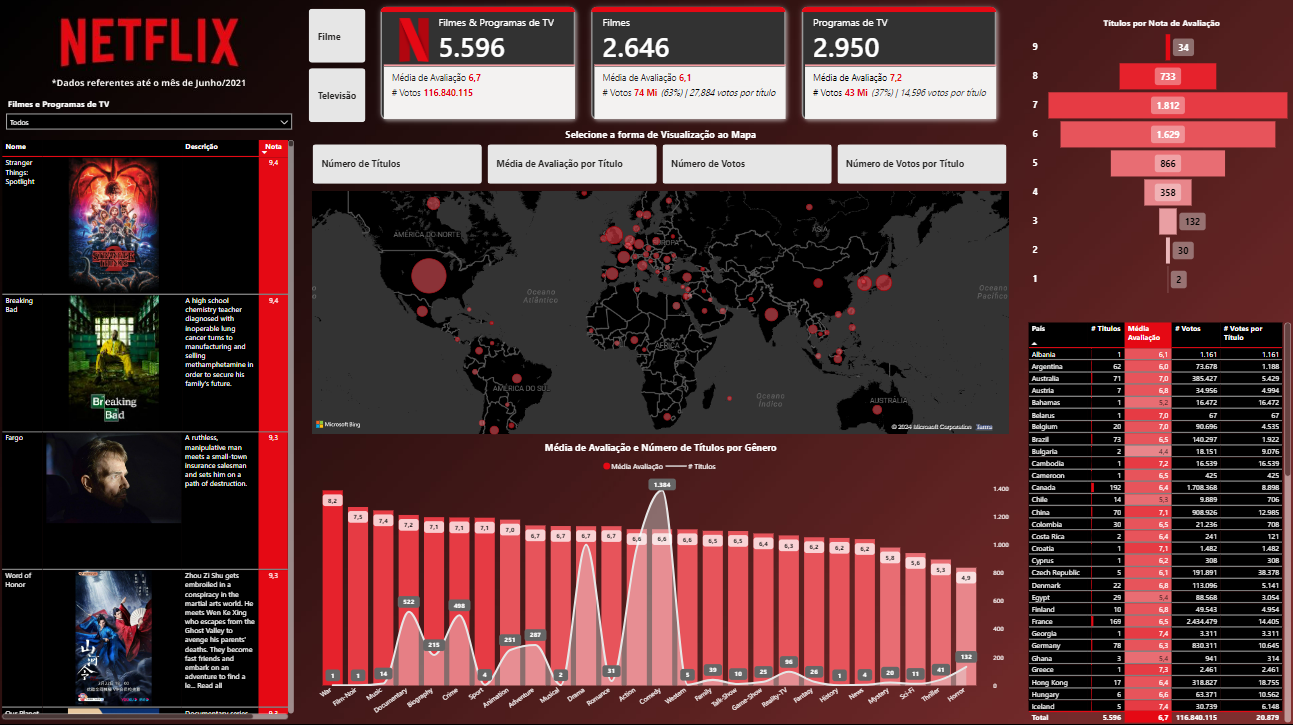 NETFLIX
*Dados referentes até o mês de Junho/2021
Filmes e Programas de TV
Todos
Nome Descrição Nota
Stranger
Things:
Spotlight
9,4
STRANGER
THINGS
Breaking
Bad
A high school
chemistry teacher
diagnosed with
inoperable lung
cancer turns to
manufacturing and
selling
methamphetamine in
order to secure his
family's future.
9,4
Breaking
Bad
Fargo
A ruthless,
manipulative man
meets a small-town
insurance salesman
and sets him on a
path of destruction.
9,3
Word of
Honor
Zhou Zi Shu gets
embroiled in a
conspiracy in the
martial arts world. He
meets Wen Ke Xing
who escapes from the
Ghost Valley to
avenge his parents'
deaths. They become
fast friends and
embark on an
adventure to find a
le... Read all
9,3
山河令
Our Planet Documentary series 9,3
Filme
Televisão
N
Filmes & Programas de TV
5.596
Média de Avaliação 6,7
# Votos 116.840.115
Filmes
2.646
Média de Avaliação 6,1
# Votos 74 Mi (63%) | 27,884 votos por título
Programas de TV
2.950
Média de Avaliação 7,2
# Votos 43 Mi (37%) | 14,596 votos por título
Selecione a forma de Visualização ao Mapa
Número de Títulos
Média de Avaliação por Título
Número de Votos
Número de Votos por Título
AMÉRICA DO NORTE
EUROPA
ÁSIA
Oceano
Atlântico
Oceano
Pacífico
ÁFRICA
AMÉRICA DO SUL
Oceano
Índico
AUSTRÁLIA
Microsoft Bing
© 2024 Microsoft Corporation Terms
Média de Avaliação e Número de Títulos por Gênero
Média Avaliação # Títulos
8,2 7,5 7,4 7,2 7,1 7,1 7,1 7,0 6,7 6,7 6,7 6,7 6,6 6,6 6,6 6,5 6,5 6,4 6,3 6,2 6,2 6,2 5,8 5,6 5,3 4,9
1 1 14 522 215 498 4 251 287 2 31 1.384 2 39 10 25 96 26 1 4 20 11 41 132
1.400
1.200
1.000
800
600
400
200
0
War Film-Noir Music Documentary Biography Crime Sport Animation Adventure Musical Drama Romance Action Comedy Western Family Talk-Show Game-Show Reality-TV Fantasy History News Mystery Sci-Fi Thriller Horror
Títulos por Nota de Avaliação
9 34
8 733
7 1.812
6 1.629
5 866
4 358
3 132
2 30
1 2
País # Títulos Média Avaliação # Votos # Votos por Título
Albania 1 6,1 1.161 1.161
Argentina 62 6,0 73.678 1.188
Australia 71 7,0 385.427 5.429
Austria 7 6,8 34.956 4.994
Bahamas 1 5,2 16.472 16.472
Belarus 1 7,0 67 67
Belgium 20 7,0 90.696 4.535
Brazil 73 6,5 140.297 1.922
Bulgaria 2 4,4 18.151 9.076
Cambodia 1 7,2 16.539 16.539
Cameroon 1 6,5 425 425
Canada 192 6,4 1.708.368 8.898
Chile 14 5,3 9.889 706
China 70 7,1 908.926 12.985
Colombia 30 6,5 21.236 708
Costa Rica 2 6,4 241 121
Croatia 1 7,1 1.482 1.482
Cyprus 1 6,2 308 308
Czech Republic 5 6,1 191.891 38.378
Denmark 22 6,8 113.096 5.141
Egypt 29 5,4 88.568 3.054
Finland 10 6,8 49.543 4.954
France 169 6,5 2.434.479 14.405
Georgia 1 7,4 3.311 3.311
Germany 78 6,3 830.311 10.645
Ghana 3 5,4 941 314
Greece 1 7,3 2.461 2.461
Hong Kong 17 6,4 318.827 18.755
Hungary 6 6,6 63.371 10.562
Iceland 5 7,4 30.739 6.148
Total 5.596 6,7 116.840.115 20.879